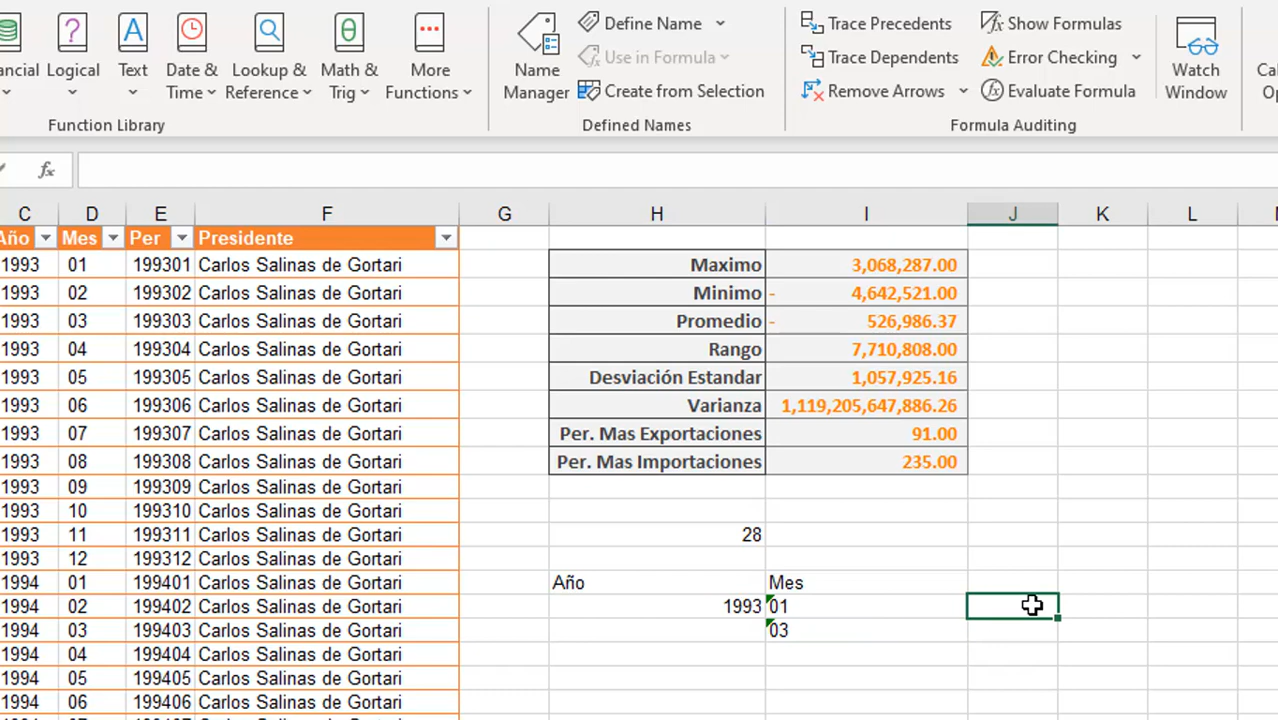 Define Name
Trace Precedents
Show Formulas
ncial Logical Text Date & Lookup & Math & More
Time Reference Trig Functions
Name
Manager
Use in Formula
Trace Dependents
Error Checking
Watch
Window
Create from Selection
Remove Arrows
Evaluate Formula
Function Library
Defined Names
Formula Auditing
fx
C D E F G H I J K L
Año Mes Per Presidente
1993 01 199301 Carlos Salinas de Gortari Maximo 3,068,287.00
1993 02 199302 Carlos Salinas de Gortari Minimo - 4,642,521.00
1993 03 199303 Carlos Salinas de Gortari Promedio - 526,986.37
1993 04 199304 Carlos Salinas de Gortari Rango 7,710,808.00
1993 05 199305 Carlos Salinas de Gortari Desviación Estandar 1,057,925.16
1993 06 199306 Carlos Salinas de Gortari Varianza 1,119,205,647,886.26
1993 07 199307 Carlos Salinas de Gortari Per. Mas Exportaciones 91.00
1993 08 199308 Carlos Salinas de Gortari Per. Mas Importaciones 235.00
1993 09 199309 Carlos Salinas de Gortari
1993 10 199310 Carlos Salinas de Gortari
1993 11 199311 Carlos Salinas de Gortari 28
1993 12 199312 Carlos Salinas de Gortari
1994 01 199401 Carlos Salinas de Gortari Año Mes
1994 02 199402 Carlos Salinas de Gortari 1993 01
1994 03 199403 Carlos Salinas de Gortari 03
1994 04 199404 Carlos Salinas de Gortari
1994 05 199405 Carlos Salinas de Gortari
1994 06 199406 Carlos Salinas de Gortari